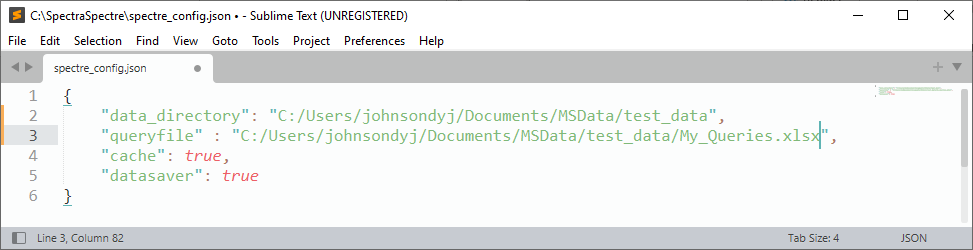 C:\SpectraSpectre\spectre_config.json • - Sublime Text (UNREGISTERED)
File Edit Selection Find View Goto Tools Project Preferences Help
spectre_config.json
1 {
2 "data_directory": "C:/Users/johnsondyj/Documents/MSData/test_data",
3 "queryfile" : "C:/Users/johnsondyj/Documents/MSData/test_data/My_Queries.xlsx",
4 "cache": true,
5 "datasaver": true
6 }
Line 3, Column 82 Tab Size: 4 JSON